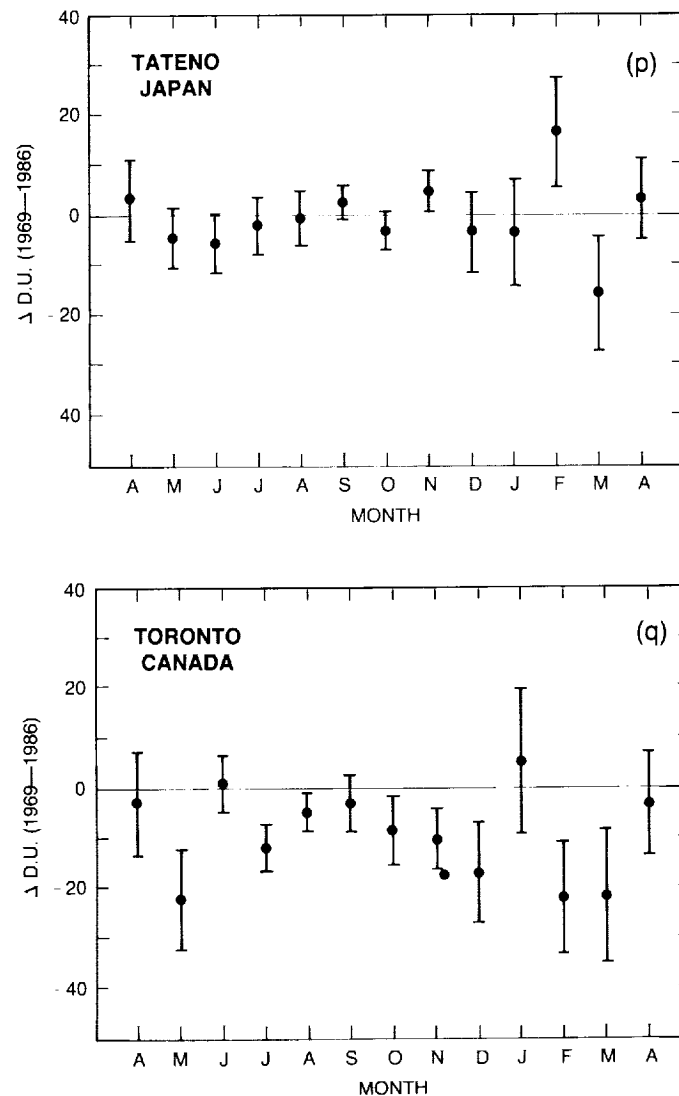 40
20
0
- 20
40
Δ D.U. (1969—1986)
TATENO
JAPAN
(p)
A M J J A S O N D J F M A
MONTH
40
20
0
- 20
- 40
Δ D.U. (1969—1986)
TORONTO
CANADA
(q)
A M J J A S O N D J F M A
MONTH